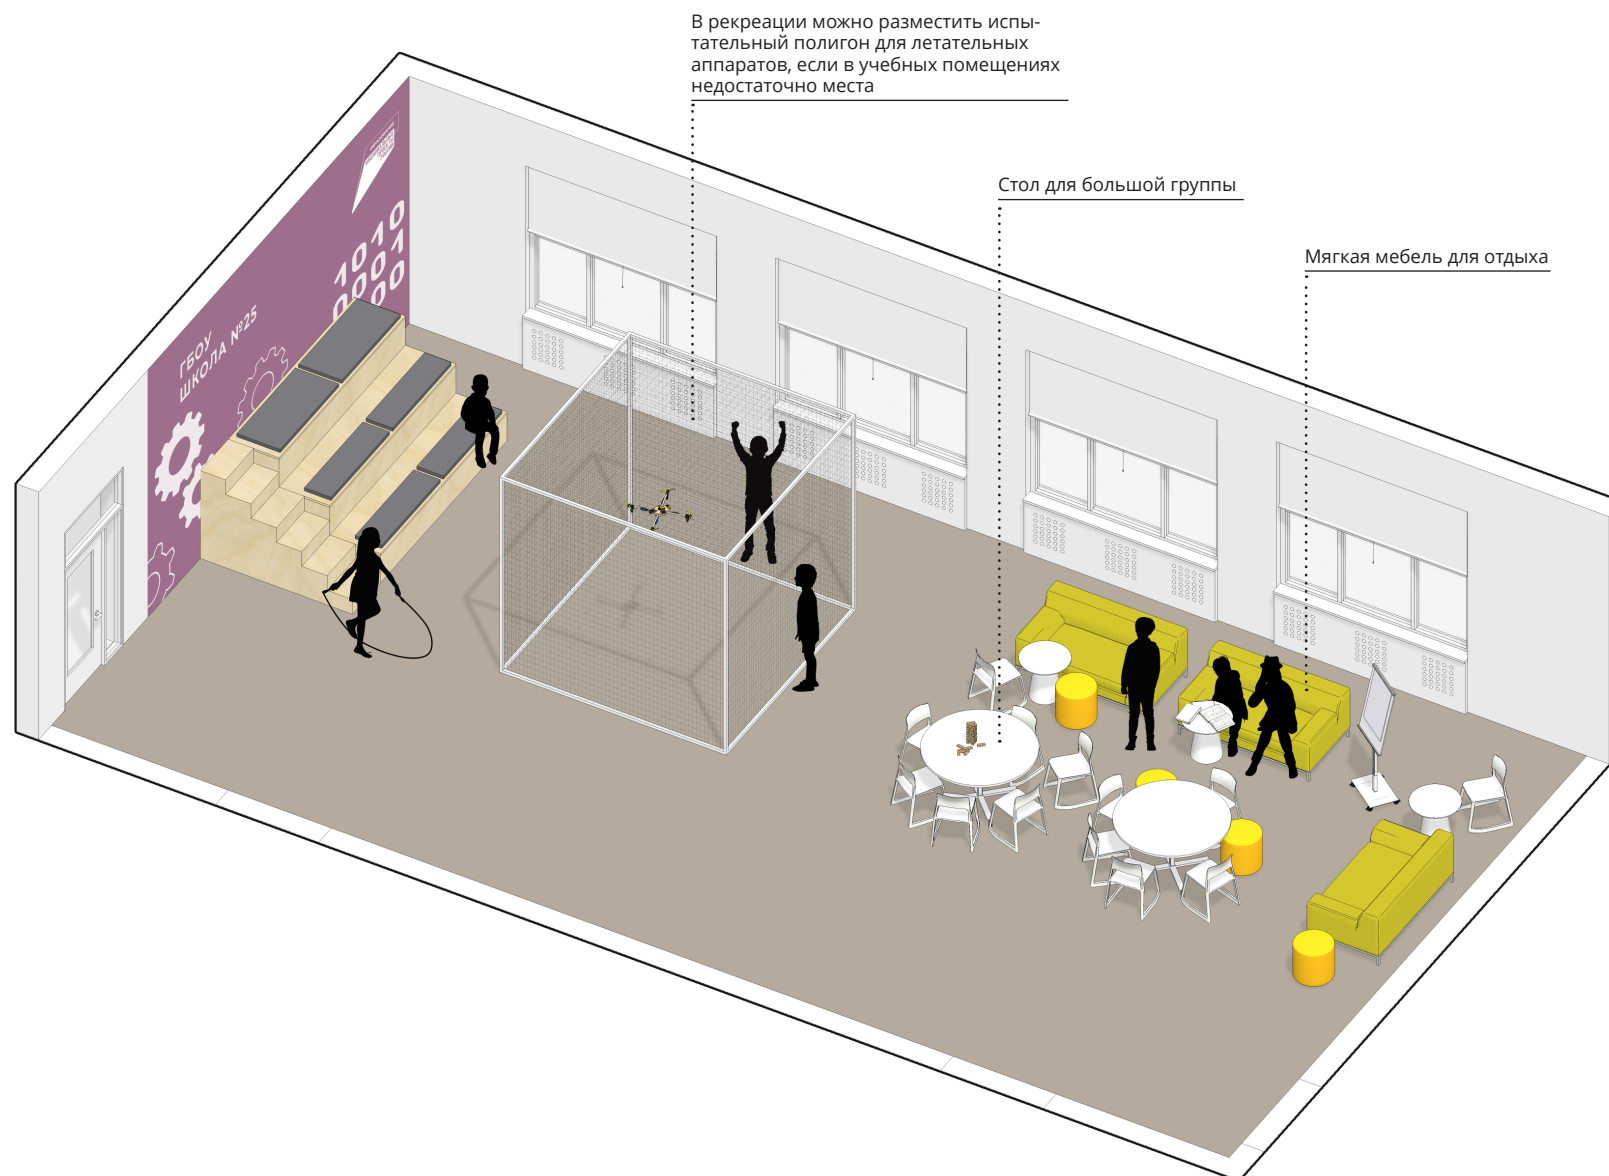 В рекреации можно разместить испы-
тательный полигон для летательных
аппаратов, если в учебных помещениях
недостаточно места
Стол для большой группы
Мягкая мебель для отдыха
1010
0001
0000
ГБОУ
ШКОЛА №25